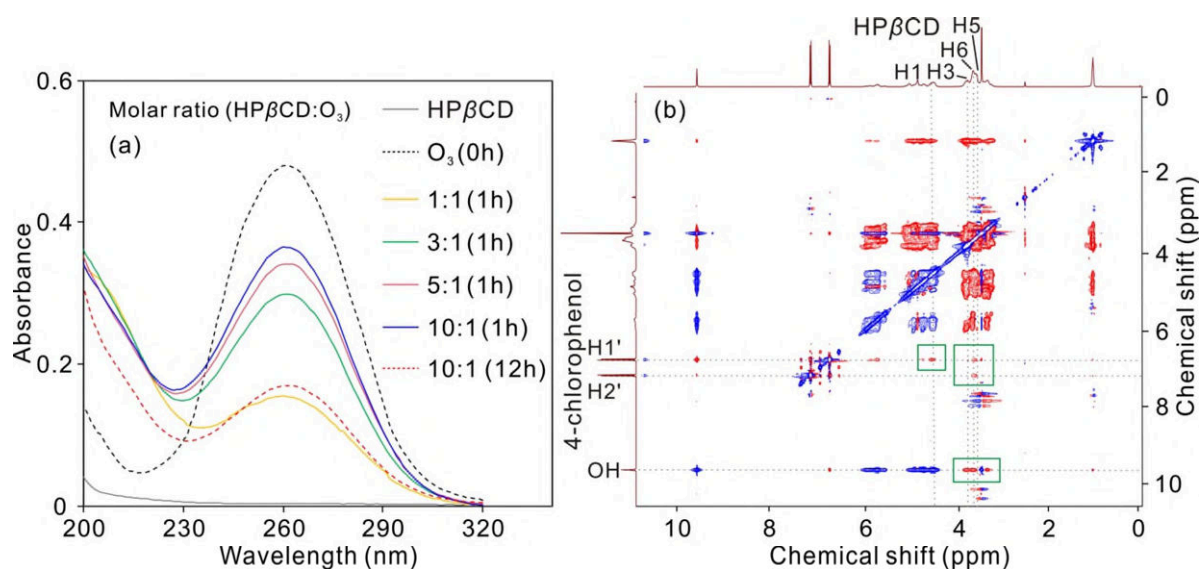 0.6
0.4
0.2
0
Absorbance
Molar ratio (HPβCD:O₃)
(a)
HPβCD
O₃ (0h)
1:1 (1h)
3:1 (1h)
5:1 (1h)
10:1 (1h)
10:1 (12h)
200 230 260 290 320
Wavelength (nm)
HPβCD
H5
H6
H1 H3
(b)
4-chlorophenol
H1'
H2'
OH
0
2
4
6
8
10
Chemical shift (ppm)
10 8 6 4 2 0
Chemical shift (ppm)